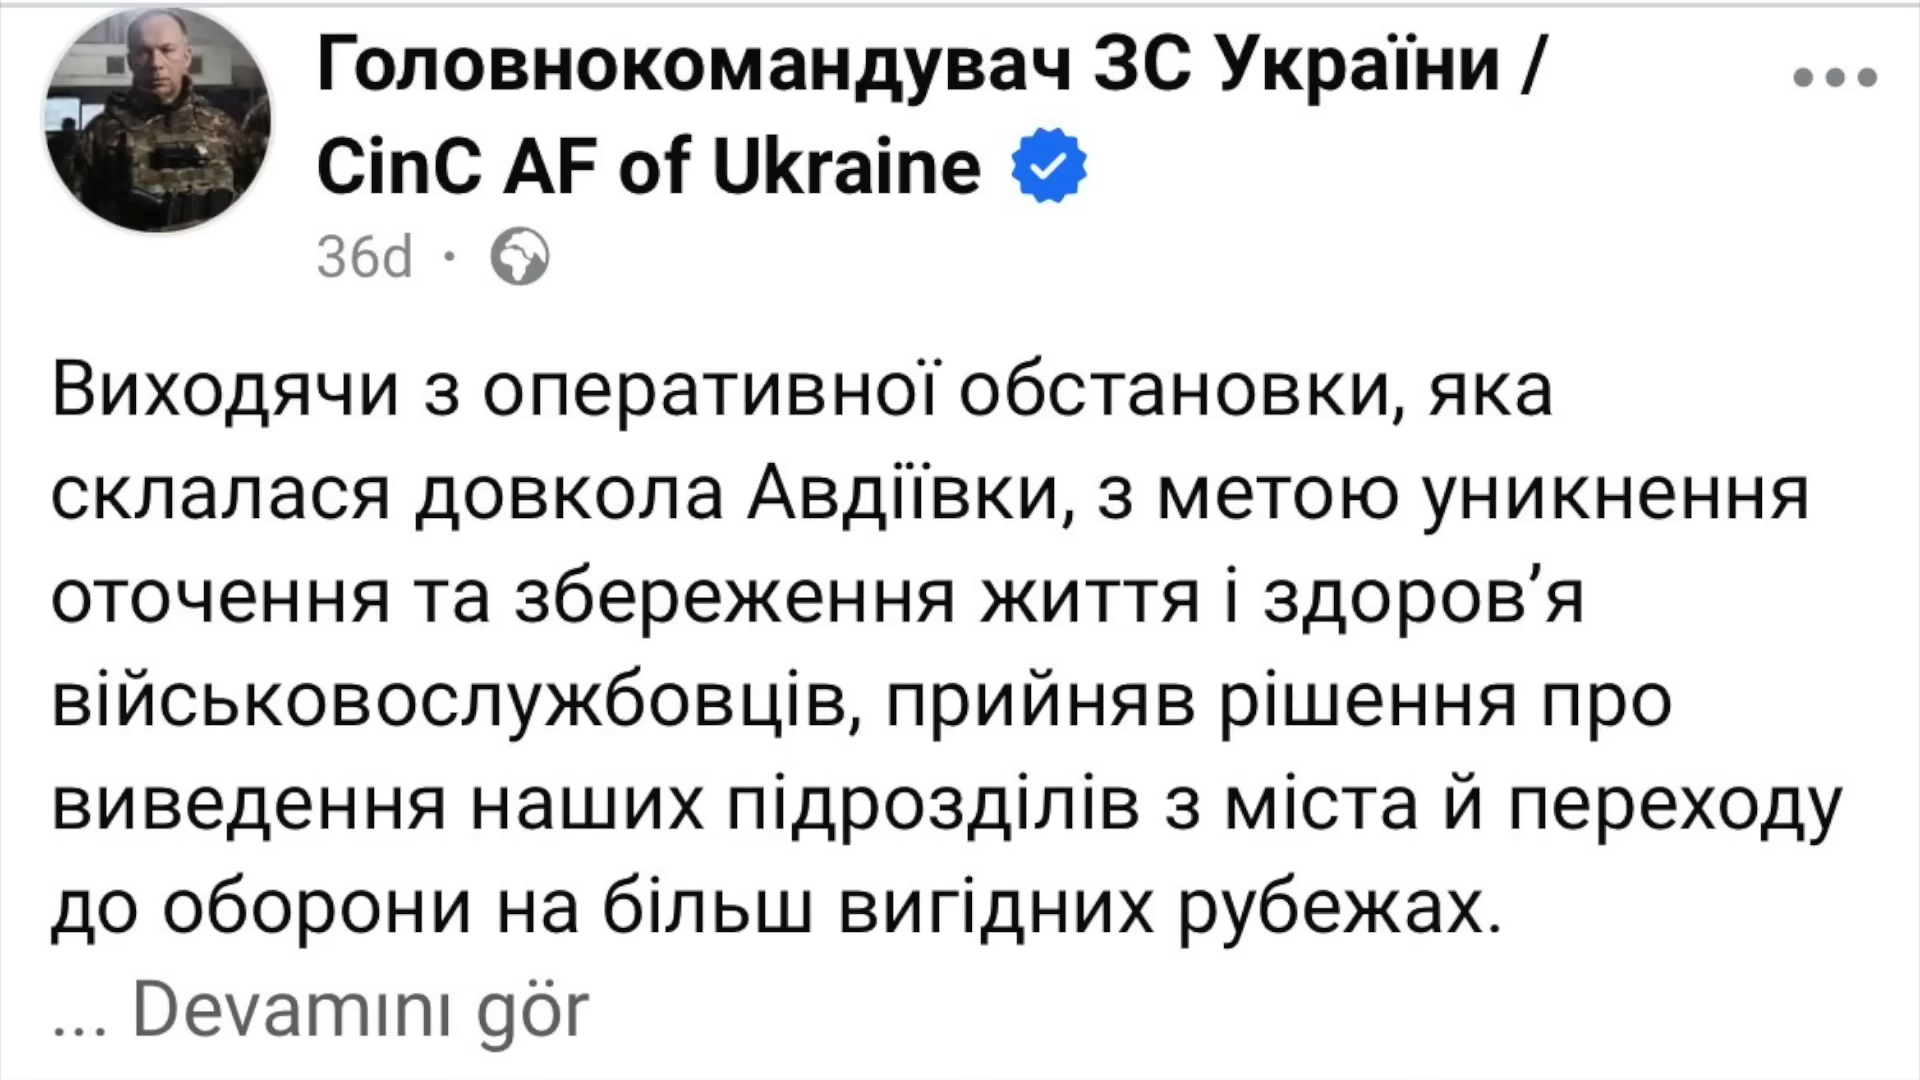 Головнокомандувач ЗС України /
CinC AF of Ukraine
36d ·
Виходячи з оперативної обстановки, яка
склалася довкола Авдіївки, з метою уникнення
оточення та збереження життя і здоров’я
військовослужбовців, прийняв рішення про
виведення наших підрозділів з міста й переходу
до оборони на більш вигідних рубежах.
... Devamını gör